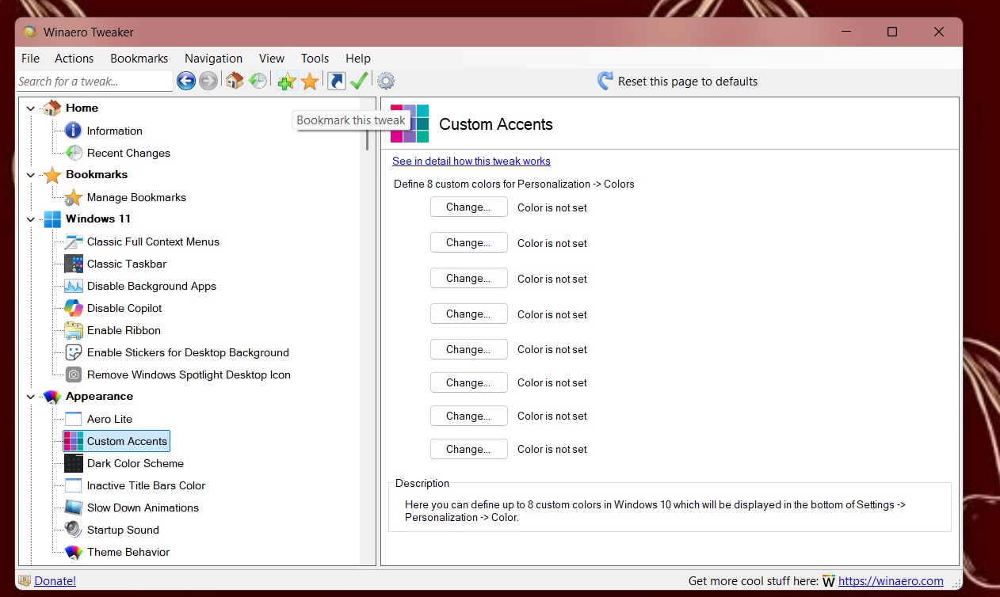 Winaero Tweaker
File Actions Bookmarks Navigation View Tools Help
Search for a tweak...
Reset this page to defaults
Bookmark this tweak
Home
Information
Recent Changes
Bookmarks
Manage Bookmarks
Windows 11
Classic Full Context Menus
Classic Taskbar
Disable Background Apps
Disable Copilot
Enable Ribbon
Enable Stickers for Desktop Background
Remove Windows Spotlight Desktop Icon
Appearance
Aero Lite
Custom Accents
Dark Color Scheme
Inactive Title Bars Color
Slow Down Animations
Startup Sound
Theme Behavior
Custom Accents
See in detail how this tweak works
Define 8 custom colors for Personalization -> Colors
Change... Color is not set
Change... Color is not set
Change... Color is not set
Change... Color is not set
Change... Color is not set
Change... Color is not set
Change... Color is not set
Change... Color is not set
Description
Here you can define up to 8 custom colors in Windows 10 which will be displayed in the bottom of Settings ->
Personalization -> Color.
Donate!
Get more cool stuff here: W https://winaero.com